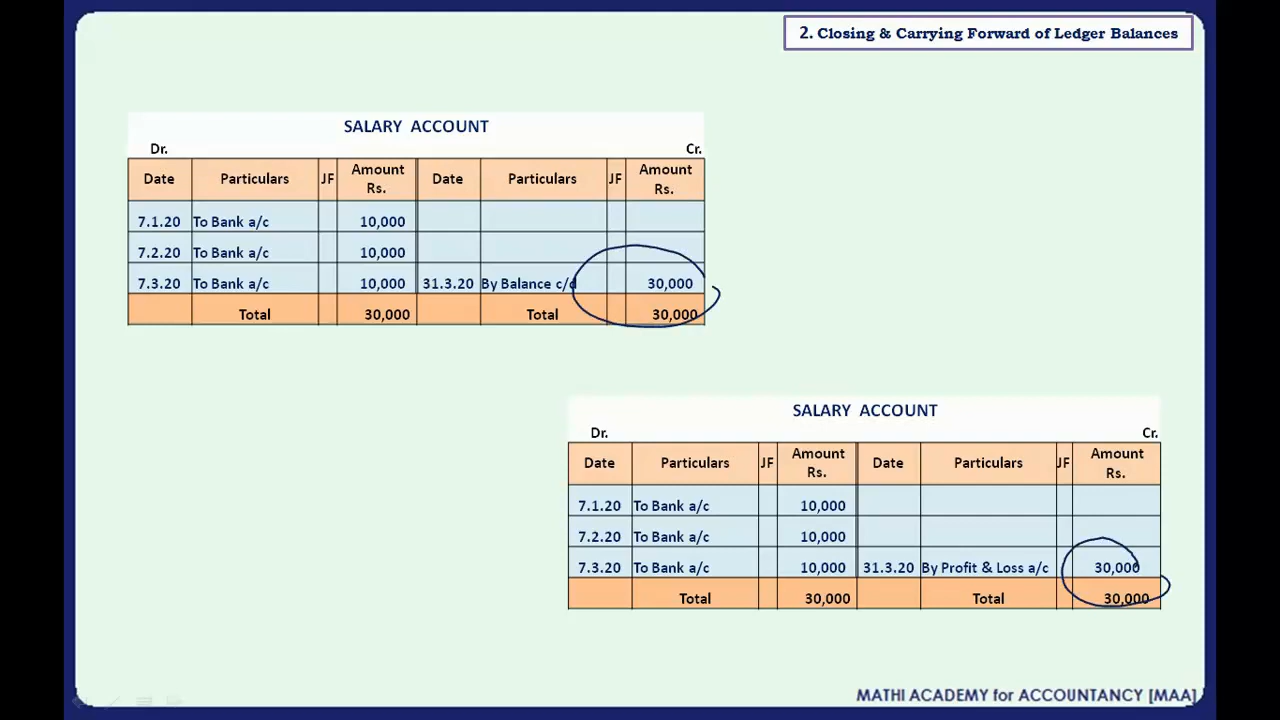 2. Closing & Carrying Forward of Ledger Balances
SALARY ACCOUNT
Dr. Cr.
Date Particulars JF Amount Rs. Date Particulars JF Amount Rs.
7.1.20 To Bank a/c 10,000
7.2.20 To Bank a/c 10,000
7.3.20 To Bank a/c 10,000 31.3.20 By Balance c/d 30,000
Total 30,000 Total 30,000
SALARY ACCOUNT
Dr. Cr.
Date Particulars JF Amount Rs. Date Particulars JF Amount Rs.
7.1.20 To Bank a/c 10,000
7.2.20 To Bank a/c 10,000
7.3.20 To Bank a/c 10,000 31.3.20 By Profit & Loss a/c 30,000
Total 30,000 Total 30,000
MATHI ACADEMY for ACCOUNTANCY [MAA]